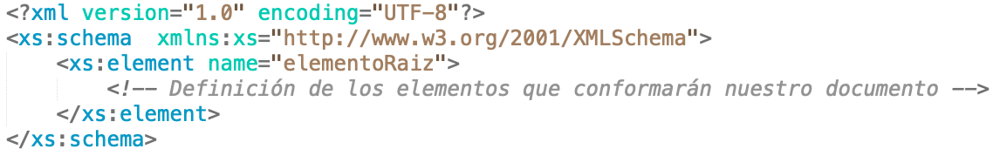 <?xml version="1.0" encoding="UTF-8"?>
<xs:schema  xmlns:xs="http://www.w3.org/2001/XMLSchema">
    <xs:element name="elementoRaiz">
        <!-- Definición de los elementos que conformarán nuestro documento -->
    </xs:element>
</xs:schema>